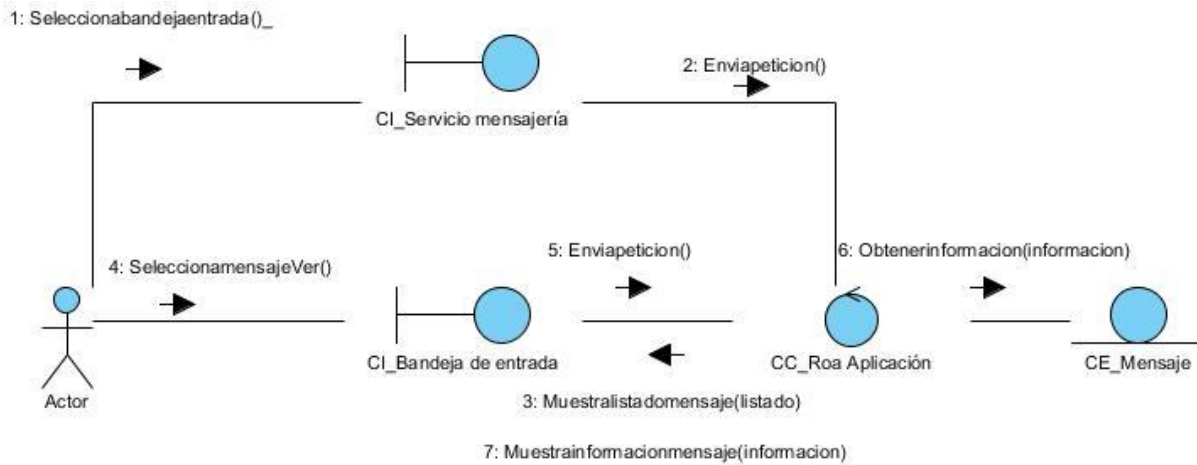 1: Seleccionabandejaentrada()_
2: Enviapeticion()
CI_Servicio mensajería
4: SeleccionamensajeVer()
5: Enviapeticion()
6: Obtenerinformacion(informacion)
Actor
CI_Bandeja de entrada
CC_Roa Aplicación
CE_Mensaje
3: Muestralistadomensaje(listado)
7: Muestrainformacionmensaje(informacion)